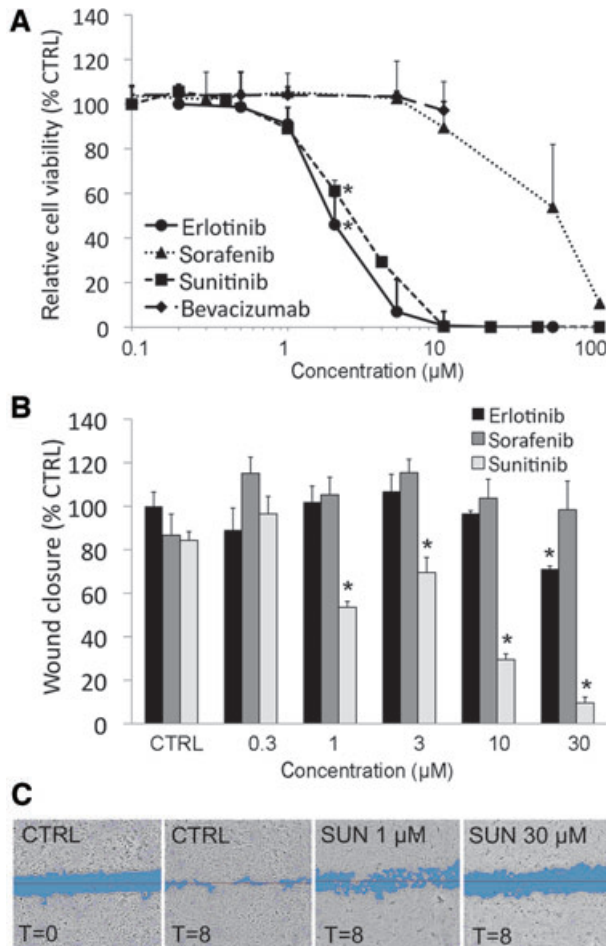 A
Relative cell viability (% CTRL)
140
120
100
80
60
40
20
0
*
*
Erlotinib
Sorafenib
Sunitinib
Bevacizumab
0.1 1 10 100
Concentration (µM)
B
Wound closure (% CTRL)
140
120
100
80
60
40
20
0
Erlotinib
Sorafenib
Sunitinib
* * * * *
CTRL 0.3 1 3 10 30
Concentration (µM)
C
CTRL CTRL SUN 1 µM SUN 30 µM
T=0 T=8 T=8 T=8